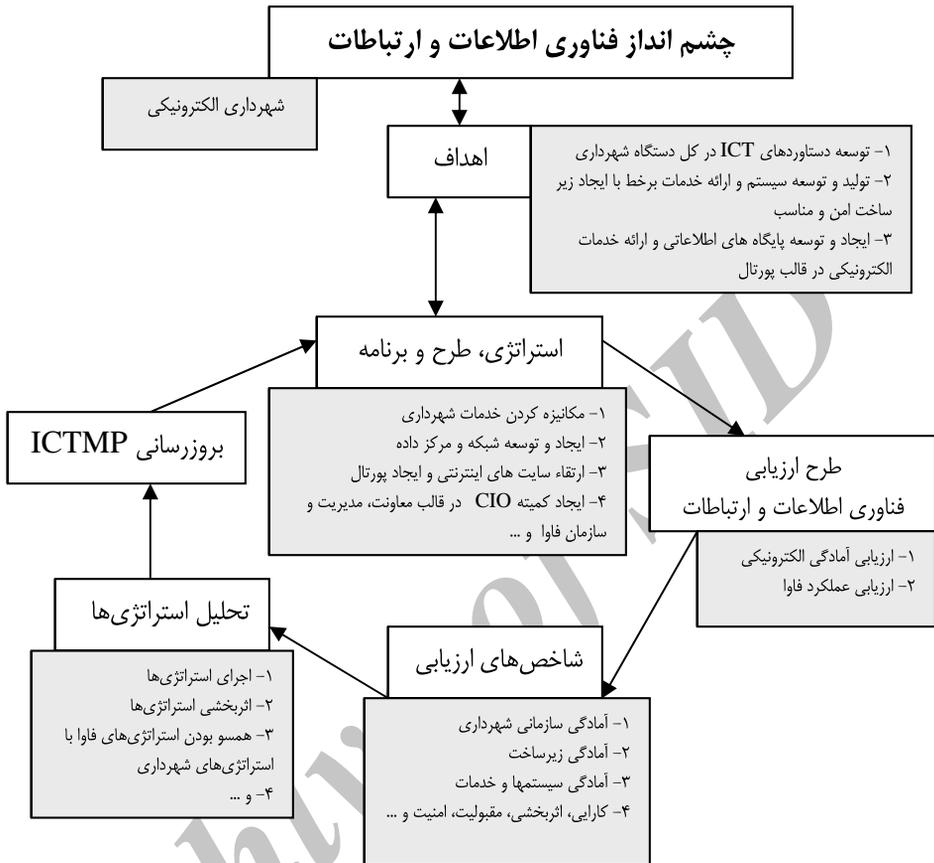 چشم انداز فناوری اطلاعات و ارتباطات
شهرداری الکترونیکی
اهداف
۱- توسعه دستاوردهای ICT در کل دستگاه شهرداری
۲- تولید و توسعه سیستم و ارائه خدمات برخط با ایجاد زیر
ساخت امن و مناسب
۳- ایجاد و توسعه پایگاه های اطلاعاتی و ارائه خدمات
الکترونیکی در قالب پورتال
استراتژی، طرح و برنامه
۱- مکانیزه کردن خدمات شهرداری
۲- ایجاد و توسعه شبکه و مرکز داده
۳- ارتقاء سایت های اینترنتی و ایجاد پورتال
۴- ایجاد کمیته CIO در قالب معاونت، مدیریت و
سازمان فاوا و ...
طرح ارزیابی
فناوری اطلاعات و ارتباطات
۱- ارزیابی آمادگی الکترونیکی
۲- ارزیابی عملکرد فاوا
شاخص‌های ارزیابی
۱- آمادگی سازمانی شهرداری
۲- آمادگی زیرساخت
۳- آمادگی سیستمها و خدمات
۴- کارایی، اثربخشی، مقبولیت، امنیت و ...
تحلیل استراتژی‌ها
۱- اجرای استراتژی‌ها
۲- اثربخشی استراتژی‌ها
۳- همسو بودن استراتژی‌های فاوا با
استراتژی‌های شهرداری
۴- و ...
بروزرسانی ICTMP
Archive of SID